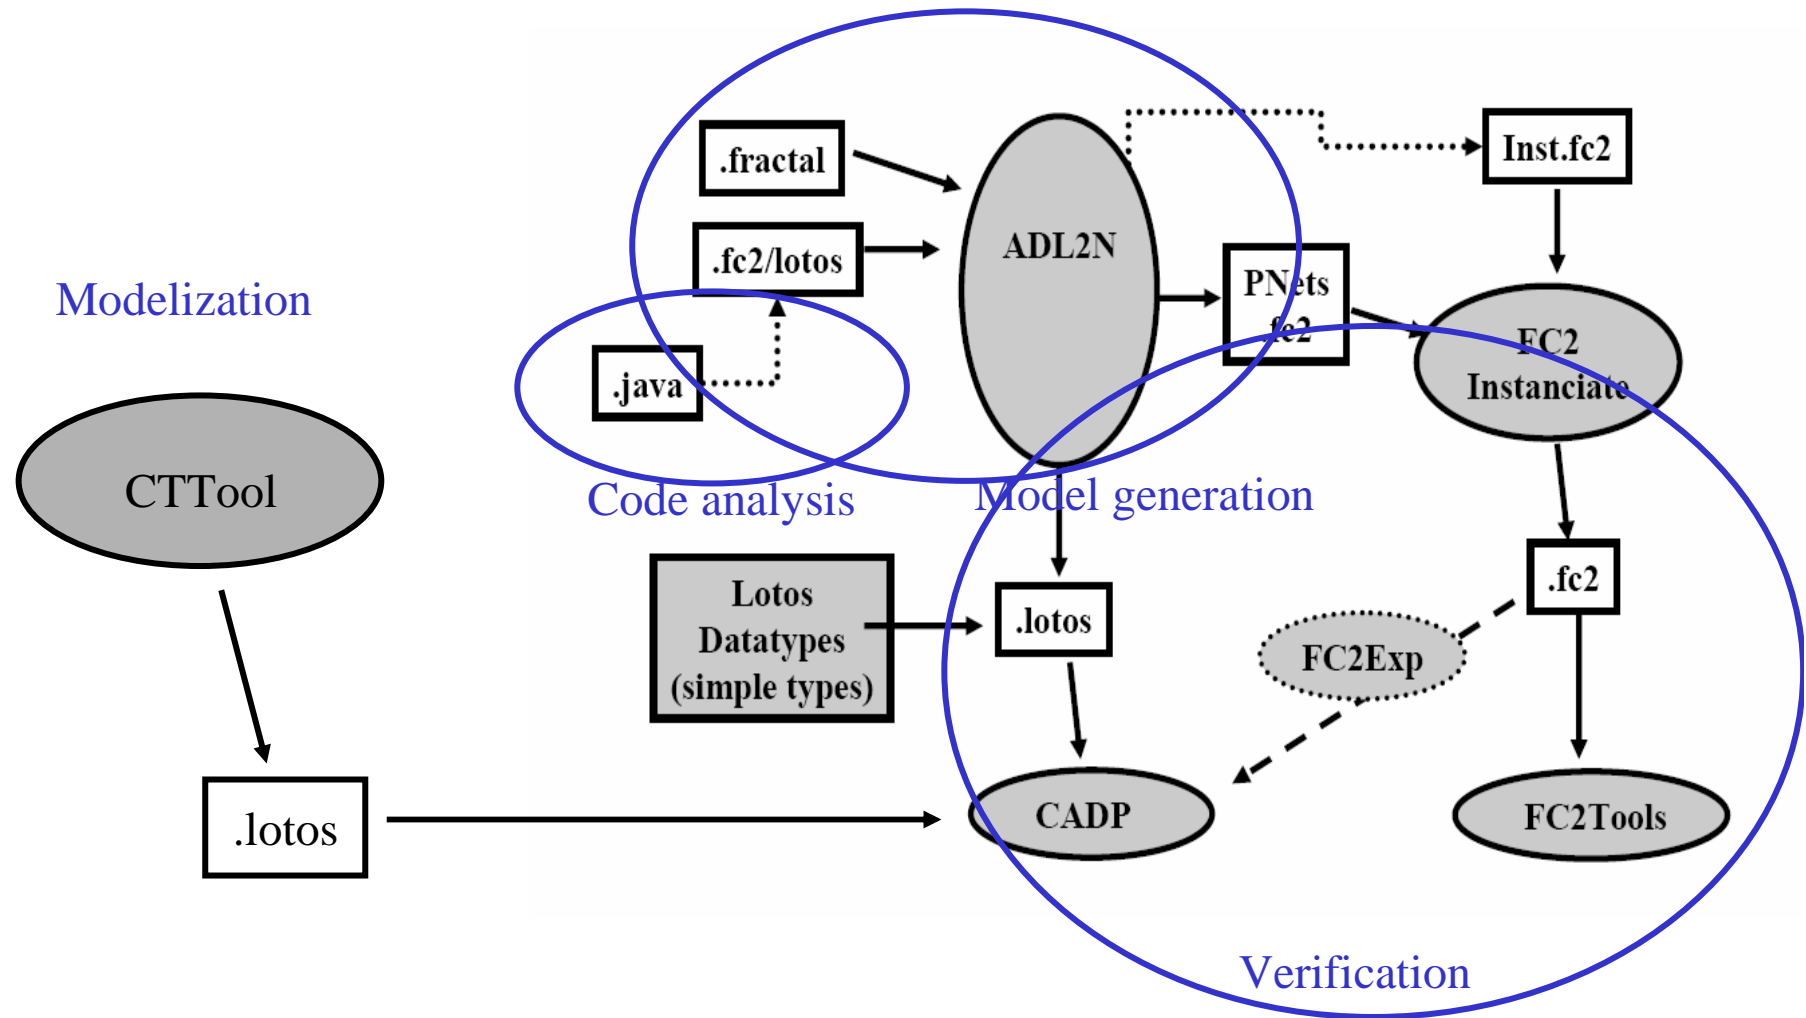 .fractal
Inst.fc2
.fc2/lotos
ADL2N
PNets
.fc2
Modelization
FC2
Instanciate
.java
CTTool
Code analysis
Model generation
.fc2
Lotos
Datatypes
(simple types)
.lotos
FC2Exp
.lotos
CADP
FC2Tools
Verification